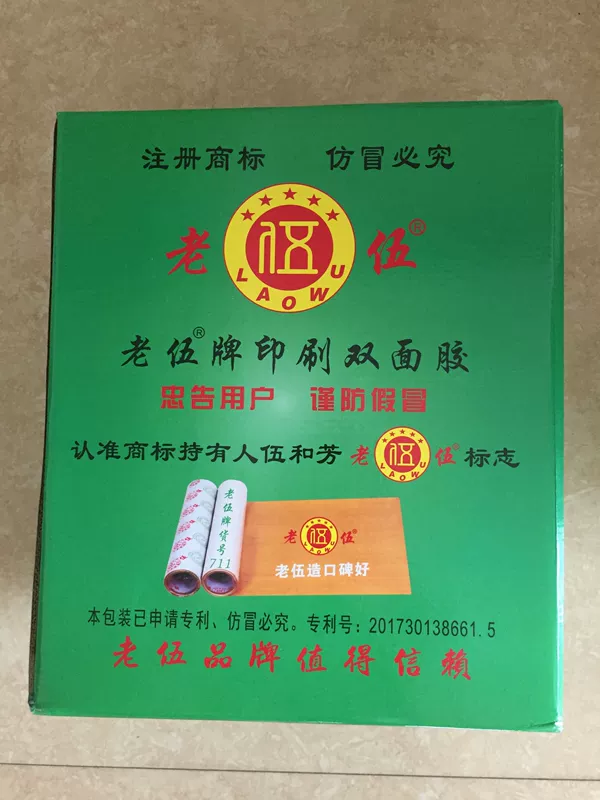 注册商标 仿冒必究
老 伍 伍®
LAOWU
老伍®牌印刷双面胶
忠告用户 谨防假冒
认准商标持有人伍和芳 老 伍 伍® 标志
LAOWU
老伍牌货号
711
老 伍 伍®
LAOWU
老伍造口碑好
本包装已申请专利、仿冒必究。专利号：201730138661.5
老伍品牌值得信赖